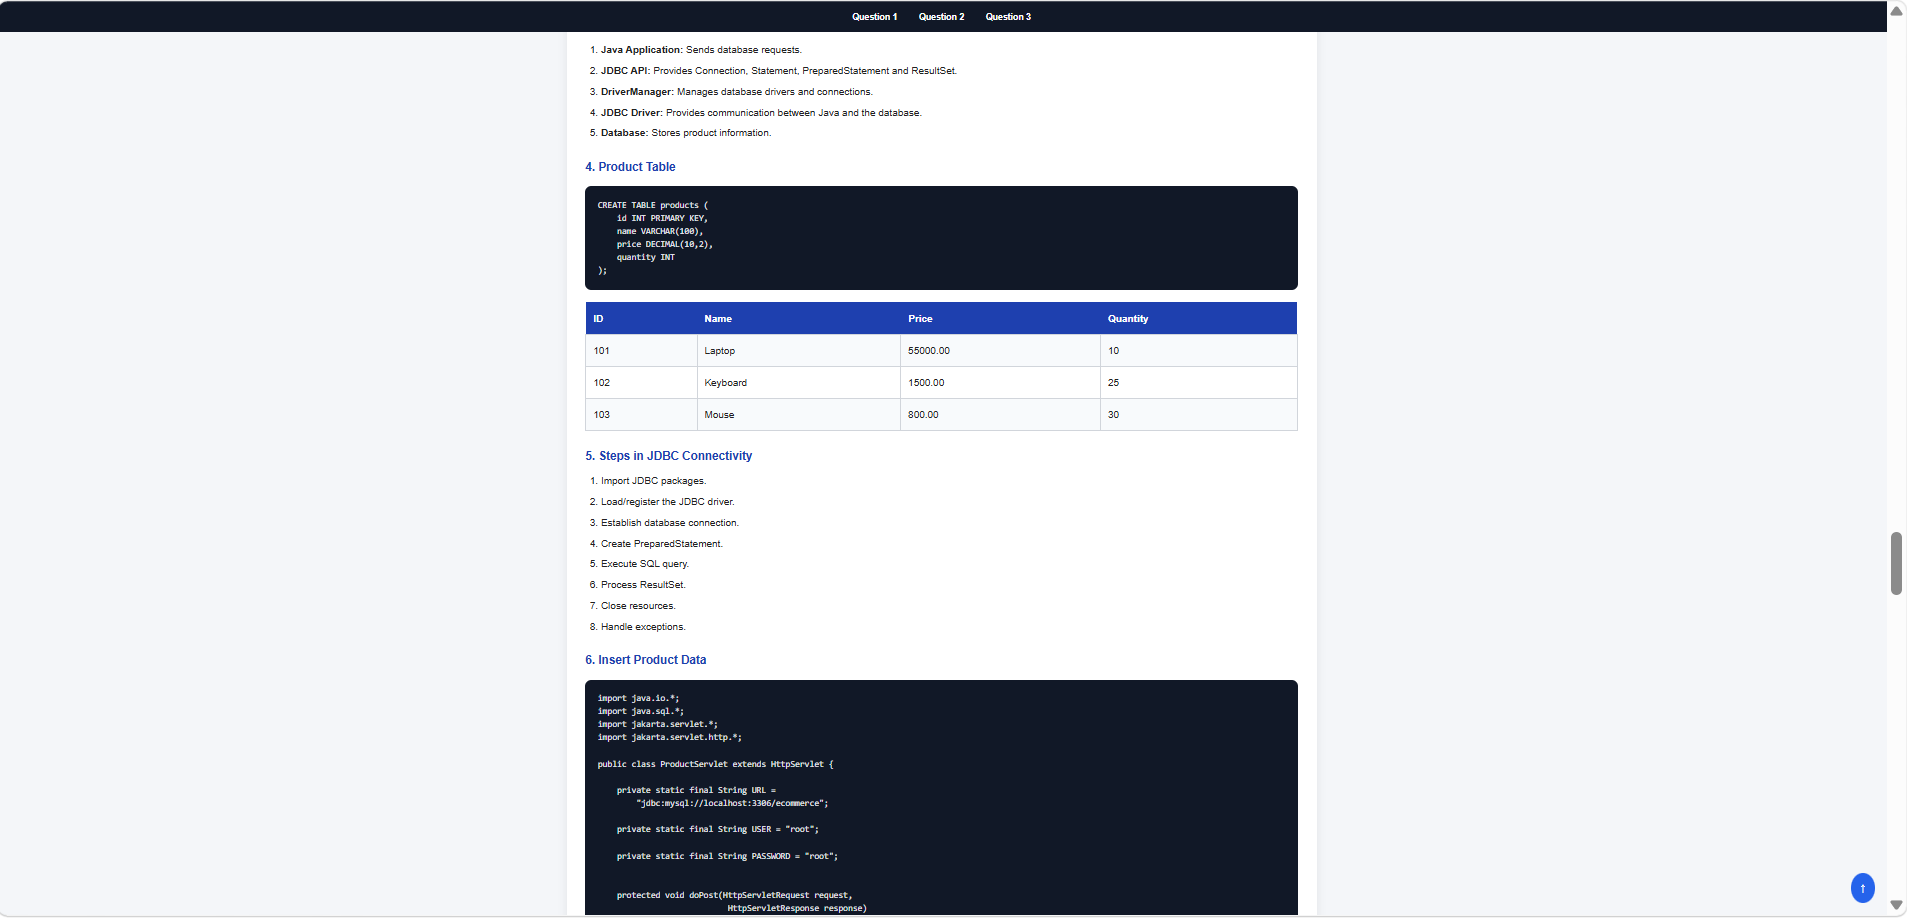 Question 1 Question 2 Question 3
1. Java Application: Sends database requests.
2. JDBC API: Provides Connection, Statement, PreparedStatement and ResultSet.
3. DriverManager: Manages database drivers and connections.
4. JDBC Driver: Provides communication between Java and the database.
5. Database: Stores product information.
4. Product Table
CREATE TABLE products (
    id INT PRIMARY KEY,
    name VARCHAR(100),
    price DECIMAL(10,2),
    quantity INT
);
ID Name Price Quantity
101 Laptop 55000.00 10
102 Keyboard 1500.00 25
103 Mouse 800.00 30
5. Steps in JDBC Connectivity
1. Import JDBC packages.
2. Load/register the JDBC driver.
3. Establish database connection.
4. Create PreparedStatement.
5. Execute SQL query.
6. Process ResultSet.
7. Close resources.
8. Handle exceptions.
6. Insert Product Data
import java.io.*;
import java.sql.*;
import jakarta.servlet.*;
import jakarta.servlet.http.*;
public class ProductServlet extends HttpServlet {
    private static final String URL =
        "jdbc:mysql://localhost:3306/ecommerce";
    private static final String USER = "root";
    private static final String PASSWORD = "root";
    protected void doPost(HttpServletRequest request,
                           HttpServletResponse response)
↑